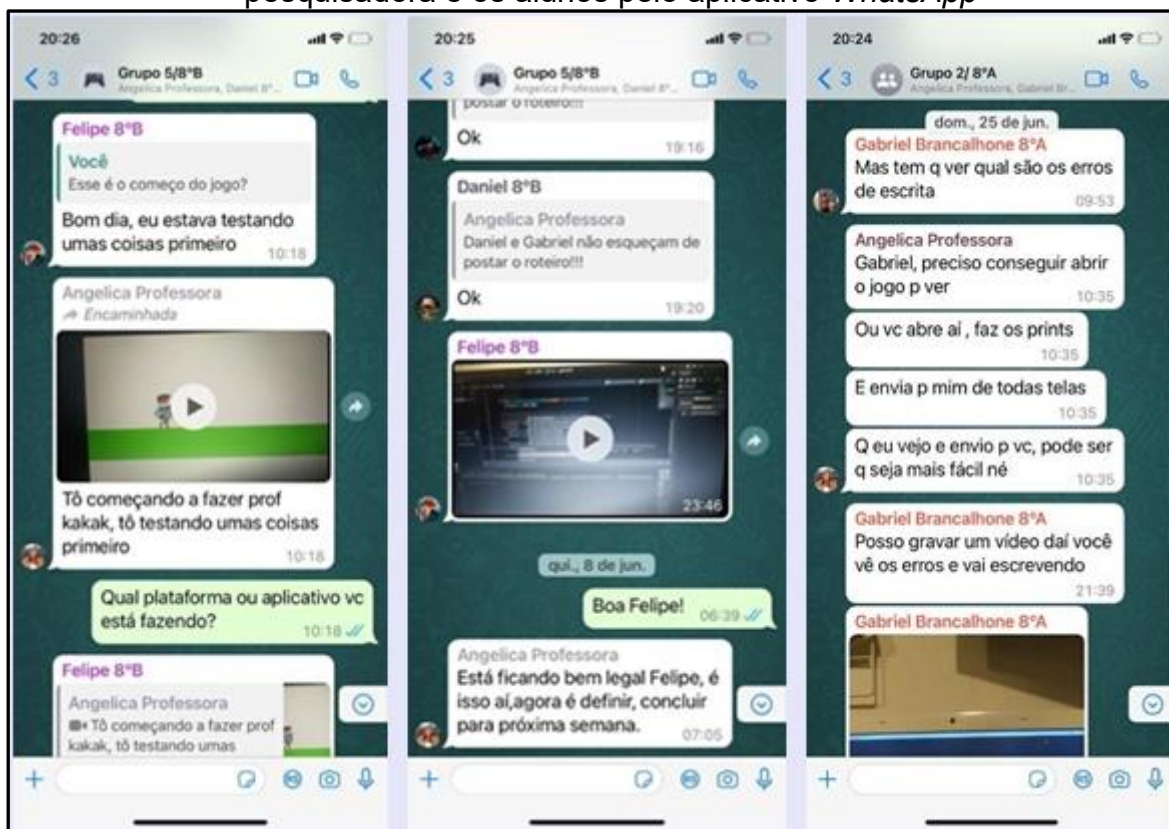 pesquisadora e os alunos pelo aplicativo WhatsApp
20:26
3
Grupo 5/8°B
Angelica Professora, Daniel 8°...
Felipe 8°B
Você
Esse é o começo do jogo?
Bom dia, eu estava testando
umas coisas primeiro
10:18
Angelica Professora
Encaminhada
Tô começando a fazer prof
kakak, tô testando umas coisas
primeiro
10:18
Qual plataforma ou aplicativo vc
está fazendo?
10:18
Felipe 8°B
Angelica Professora
Tô começando a fazer prof
kakak, tô testando umas
20:25
3
Grupo 5/8°B
Angelica Professora, Daniel 8°...
postar o roteiro!!!
Ok
19:16
Daniel 8°B
Angelica Professora
Daniel e Gabriel não esqueçam de
postar o roteiro!!!
Ok
19:20
Felipe 8°B
23:46
qui., 8 de jun.
Boa Felipe!
06:39
Angelica Professora
Está ficando bem legal Felipe, é
isso aí,agora é definir, concluir
para próxima semana.
07:05
20:24
3
Grupo 2/ 8°A
Angelica Professora, Gabriel Br...
dom., 25 de jun.
Gabriel Brancalhone 8°A
Mas tem q ver qual são os erros
de escrita
09:53
Angelica Professora
Gabriel, preciso conseguir abrir
o jogo p ver
10:35
Ou vc abre aí , faz os prints
10:35
E envia p mim de todas telas
10:35
Q eu vejo e envio p vc, pode ser
q seja mais fácil né
10:35
Gabriel Brancalhone 8°A
Posso gravar um vídeo daí você
vê os erros e vai escrevendo
21:39
Gabriel Brancalhone 8°A